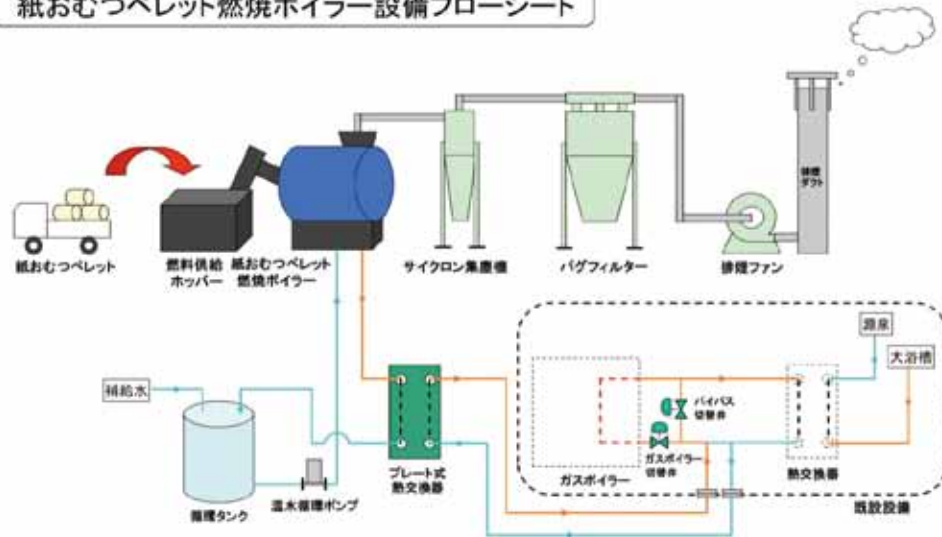 紙おむつペレット燃焼ボイラー設備フローシート
排煙
ダクト
紙おむつペレット
燃料供給
ホッパー
紙おむつペレット
燃焼ボイラー
サイクロン集塵機
バグフィルター
排煙ファン
源泉
大浴槽
補給水
バイパス
切替弁
ガスボイラー
切替弁
ガスボイラー
熱交換器
プレート式
熱交換器
循環タンク
温水循環ポンプ
既設設備